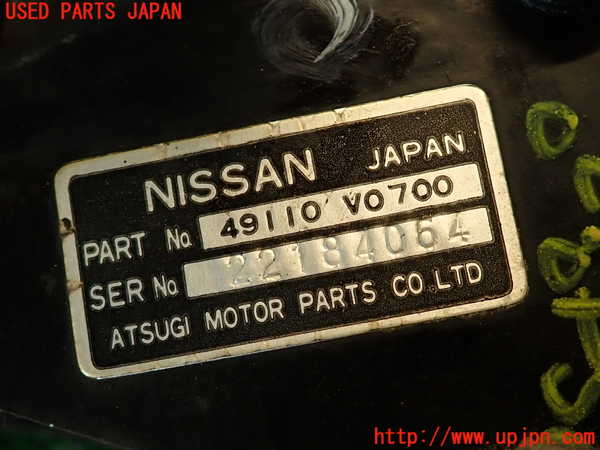 USED PARTS JAPAN
NISSAN JAPAN
PART No. 49110 V0700
SER No. 22184064
ATSUGI MOTOR PARTS CO. LTD
http://www.upjpn.com